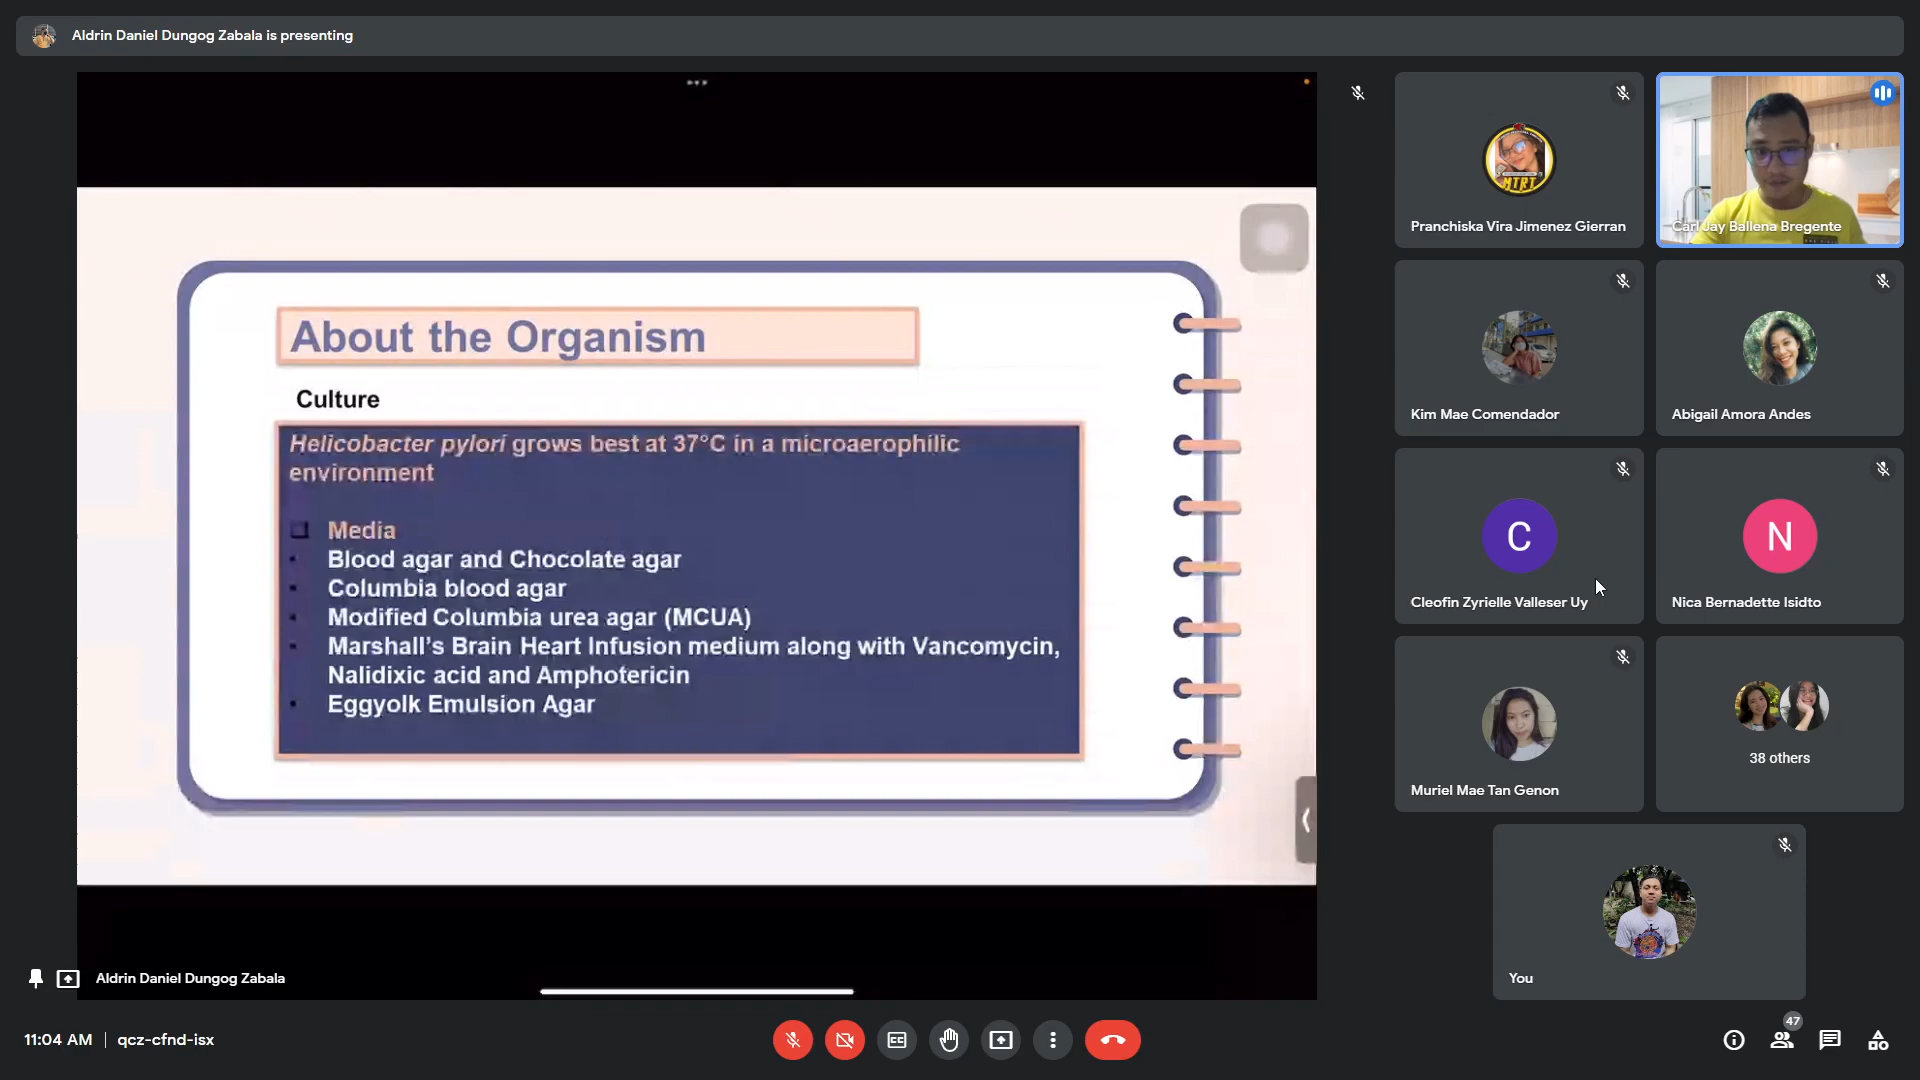 Aldrin Daniel Dungog Zabala is presenting
About the Organism
Culture
Helicobacter pylori grows best at 37°C in a microaerophilic
environment
Media
Blood agar and Chocolate agar
Columbia blood agar
Modified Columbia urea agar (MCUA)
Marshall's Brain Heart Infusion medium along with Vancomycin,
Nalidixic acid and Amphotericin
Eggyolk Emulsion Agar
Aldrin Daniel Dungog Zabala
MTRT
Pranchiska Vira Jimenez Gierran
Carl Jay Ballena Bregente
Kim Mae Comendador
Abigail Amora Andes
C
Cleofin Zyrielle Valleser Uy
N
Nica Bernadette Isidto
Muriel Mae Tan Genon
38 others
You
11:04 AM | qcz-cfnd-isx
47